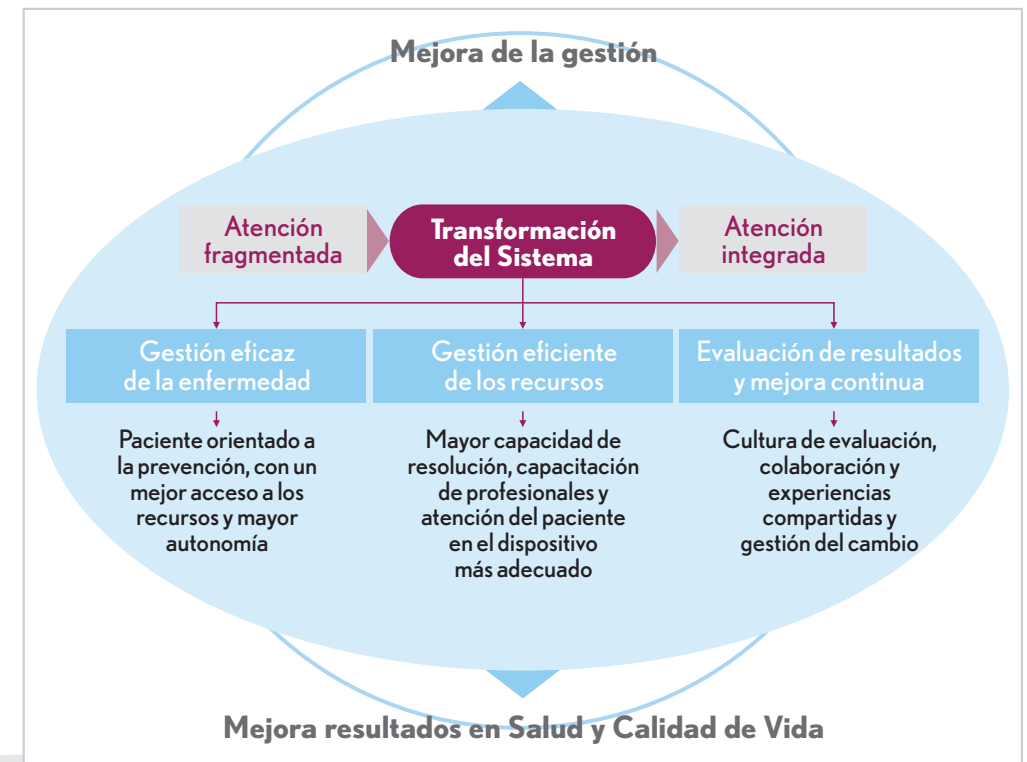 Mejora de la gestión
Atención
fragmentada
Transformación
del Sistema
Atención
integrada
Gestión eficaz
de la enfermedad
Gestión eficiente
de los recursos
Evaluación de resultados
y mejora continua
Paciente orientado a
la prevención, con un
mejor acceso a los
recursos y mayor
autonomía
Mayor capacidad de
resolución, capacitación
de profesionales y
atención del paciente
en el dispositivo
más adecuado
Cultura de evaluación,
colaboración y
experiencias
compartidas y
gestión del cambio
Mejora resultados en Salud y Calidad de Vida